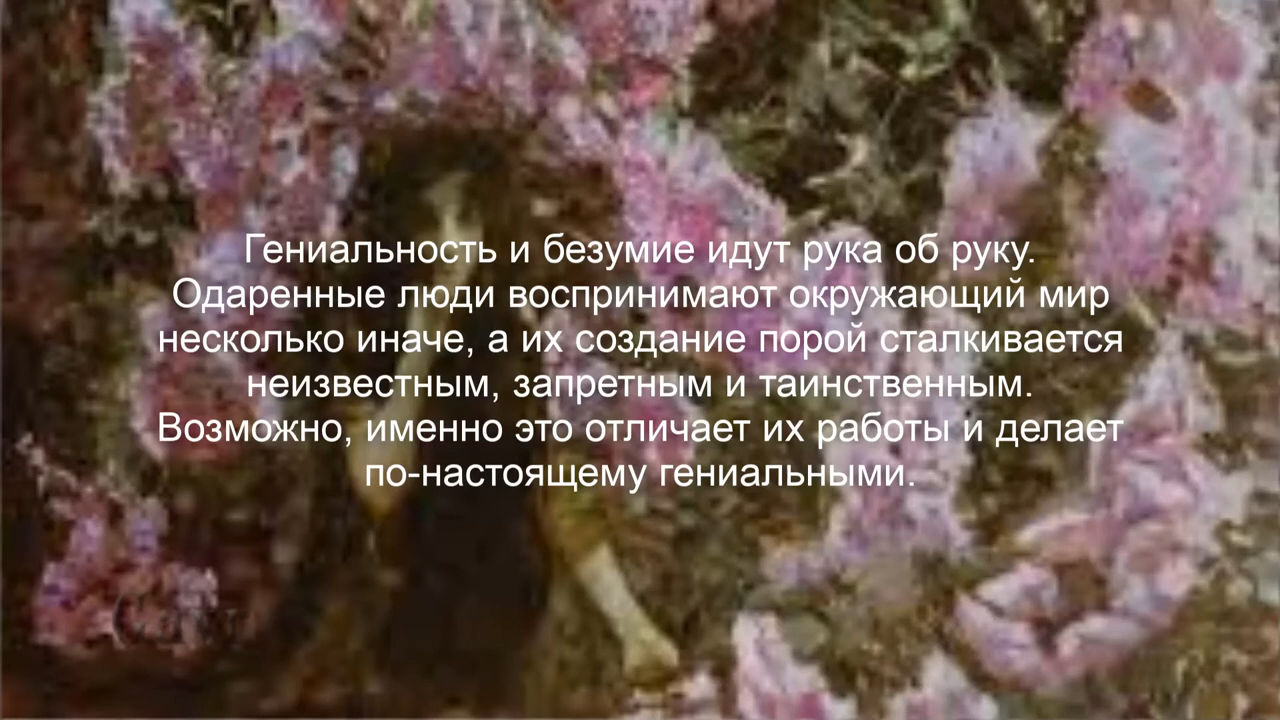 Гениальность и безумие идут рука об руку.
Одаренные люди воспринимают окружающий мир
несколько иначе, а их создание порой сталкивается
неизвестным, запретным и таинственным.
Возможно, именно это отличает их работы и делает
по-настоящему гениальными.